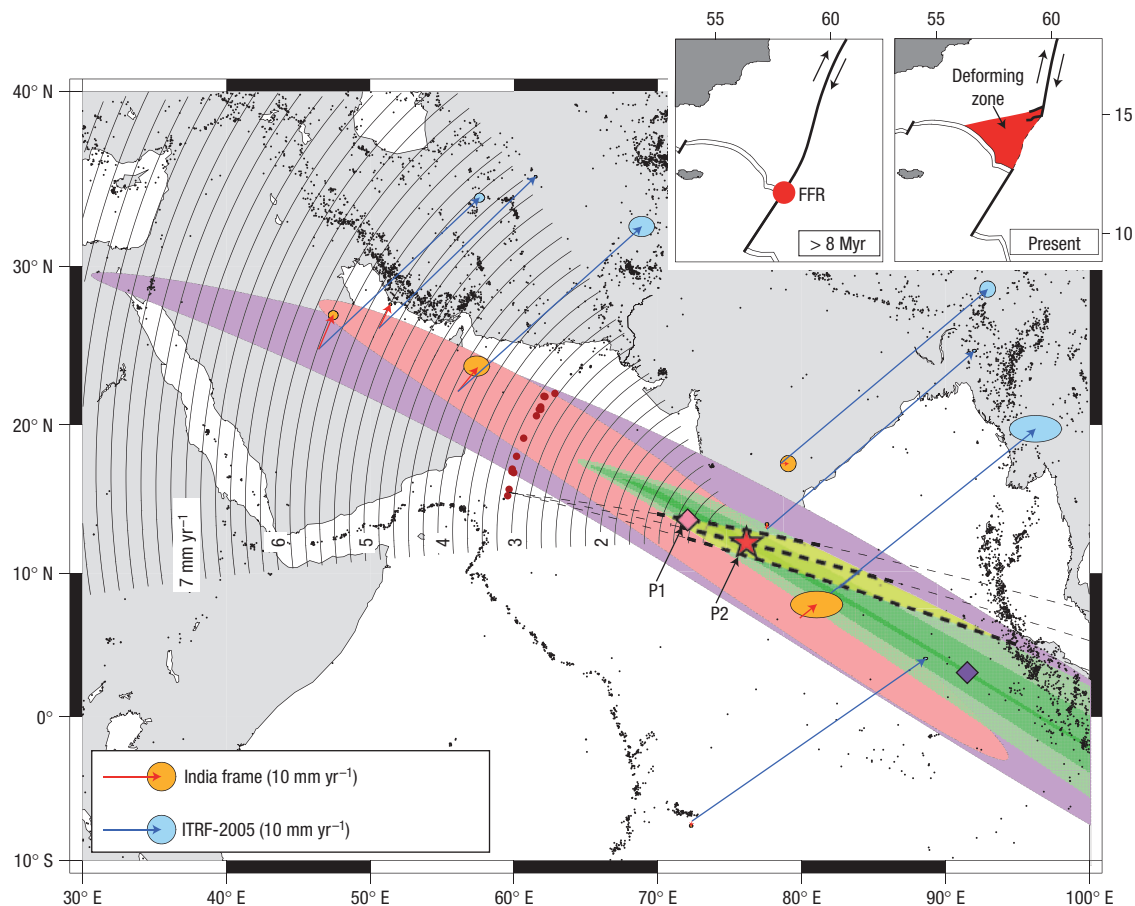 55 60
55 60
Deforming
zone
15
FFR
10
> 8 Myr
Present
40° N
30° N
20° N
10° N
0°
10° S
7 mm yr⁻¹
6
5
4
3
2
P1
P2
India frame (10 mm yr⁻¹)
ITRF-2005 (10 mm yr⁻¹)
30° E 40° E 50° E 60° E 70° E 80° E 90° E 100° E